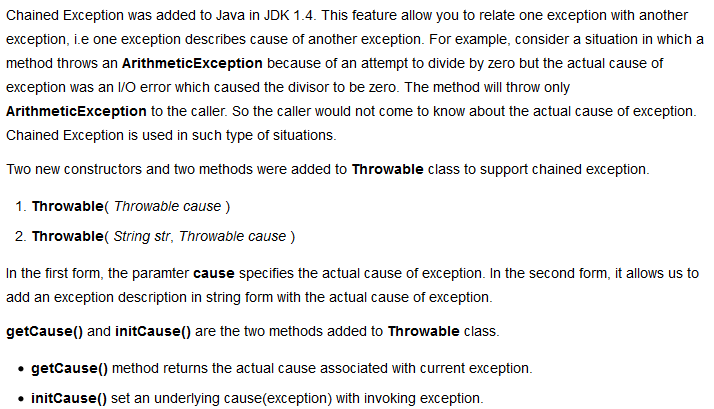 Chained Exception was added to Java in JDK 1.4. This feature allow you to relate one exception with another
exception, i.e one exception describes cause of another exception. For example, consider a situation in which a
method throws an ArithmeticException because of an attempt to divide by zero but the actual cause of
exception was an I/O error which caused the divisor to be zero. The method will throw only
ArithmeticException to the caller. So the caller would not come to know about the actual cause of exception.
Chained Exception is used in such type of situations.
Two new constructors and two methods were added to Throwable class to support chained exception.
1. Throwable( Throwable cause )
2. Throwable( String str, Throwable cause )
In the first form, the paramter cause specifies the actual cause of exception. In the second form, it allows us to
add an exception description in string form with the actual cause of exception.
getCause() and initCause() are the two methods added to Throwable class.
• getCause() method returns the actual cause associated with current exception.
• initCause() set an underlying cause(exception) with invoking exception.